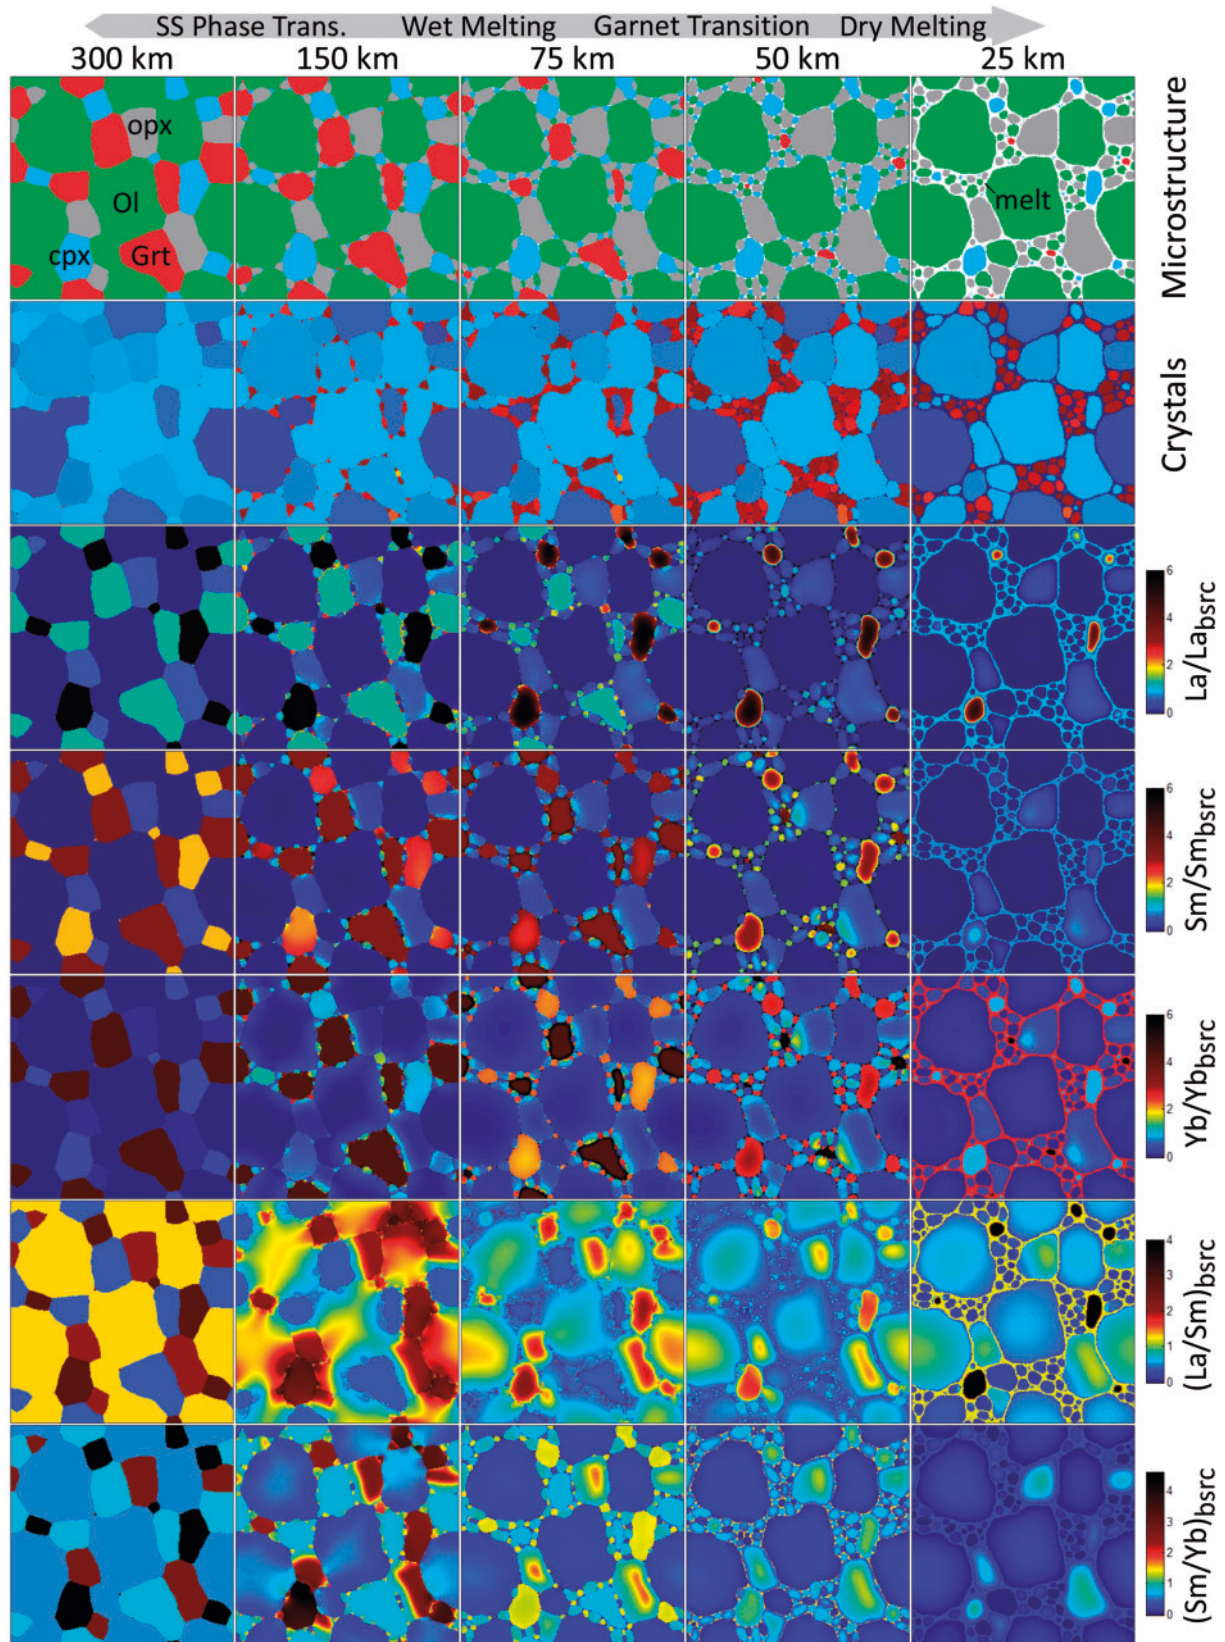 SS Phase Trans. Wet Melting Garnet Transition Dry Melting
300 km 150 km 75 km 50 km 25 km
opx
Ol
cpx
Grt
melt
Microstructure
Crystals
6
4
2
0
La/La_bsrc
6
4
2
0
Sm/Sm_bsrc
6
4
2
0
Yb/Yb_bsrc
4
3
2
1
0
(La/Sm)_bsrc
4
3
2
1
0
(Sm/Yb)_bsrc